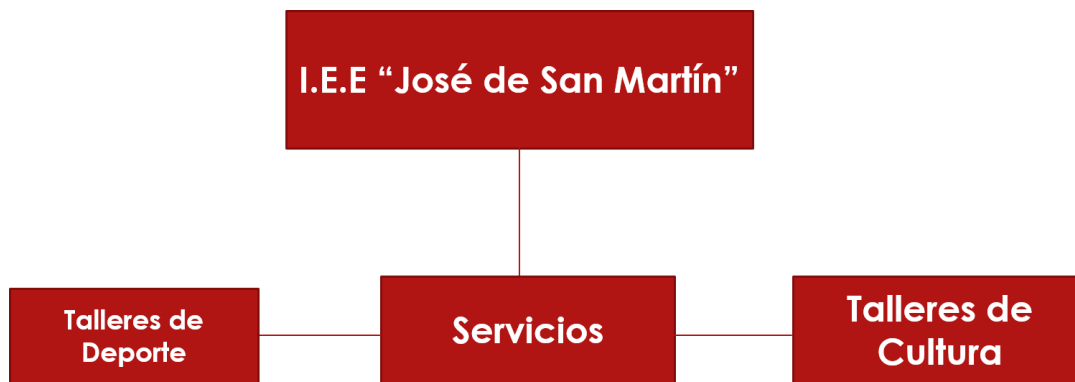 I.E.E “José de San Martín”
Talleres de
Deporte
Servicios
Talleres de
Cultura